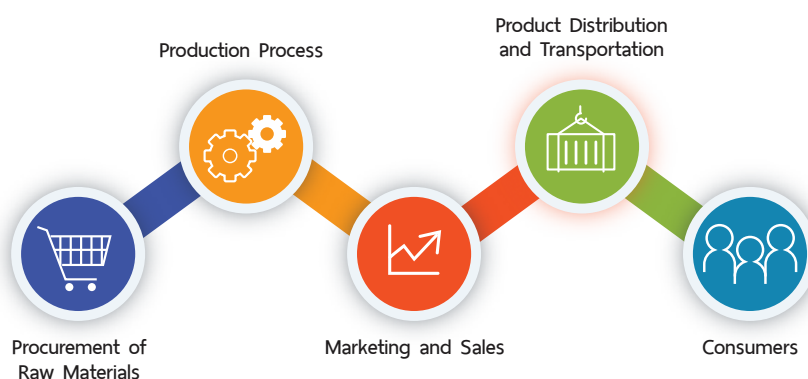 Production Process
Product Distribution
and Transportation
Procurement of
Raw Materials
Marketing and Sales
Consumers